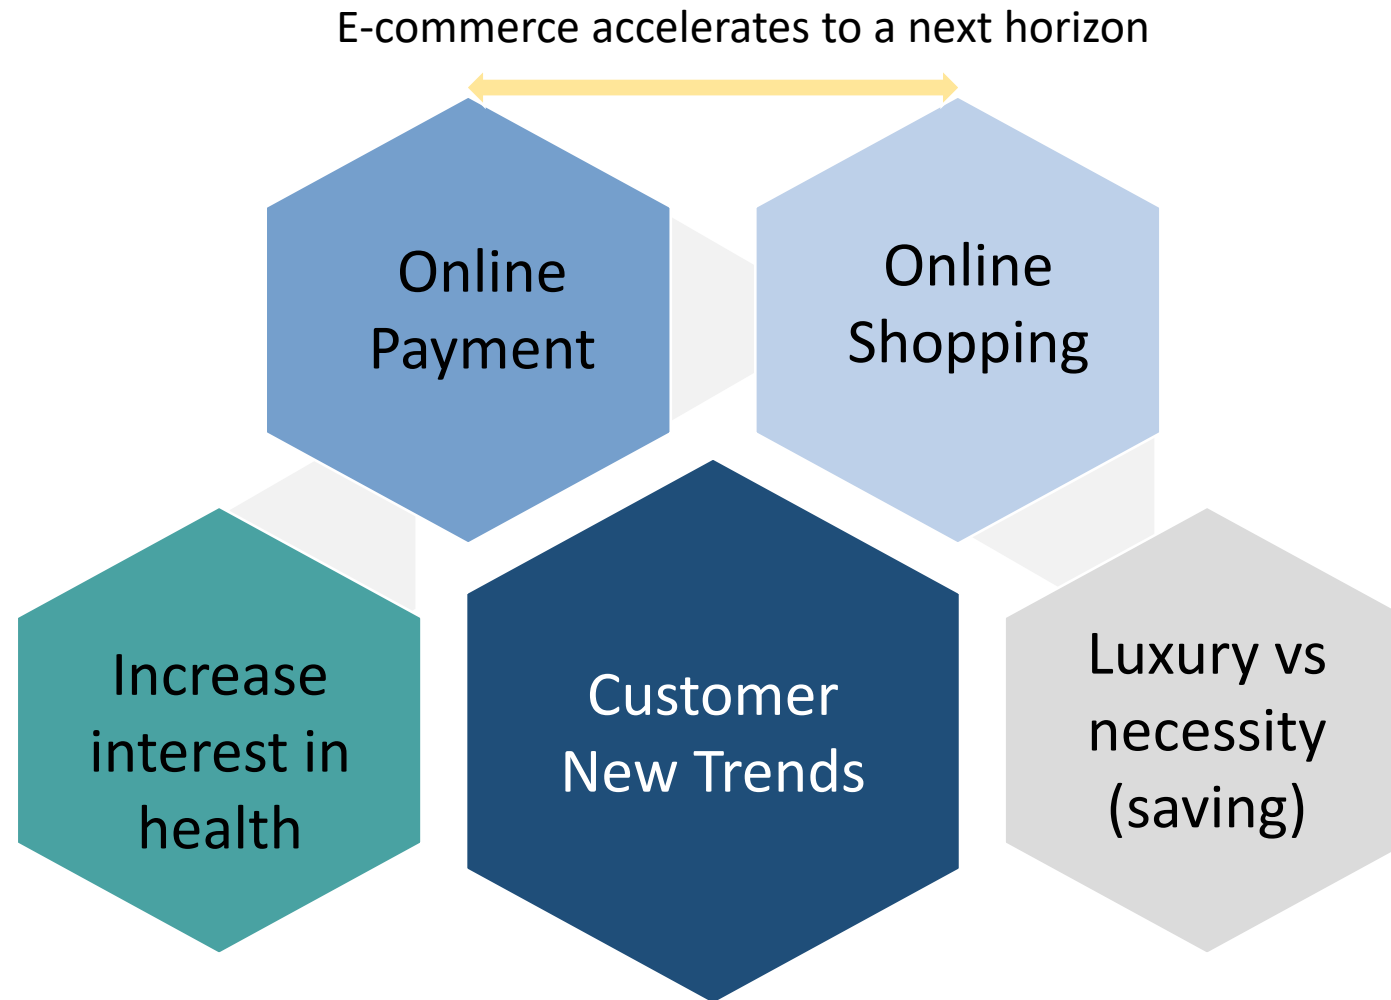 E-commerce accelerates to a next horizon
Online
Payment
Online
Shopping
Increase
interest in
health
Customer
New Trends
Luxury vs
necessity
(saving)